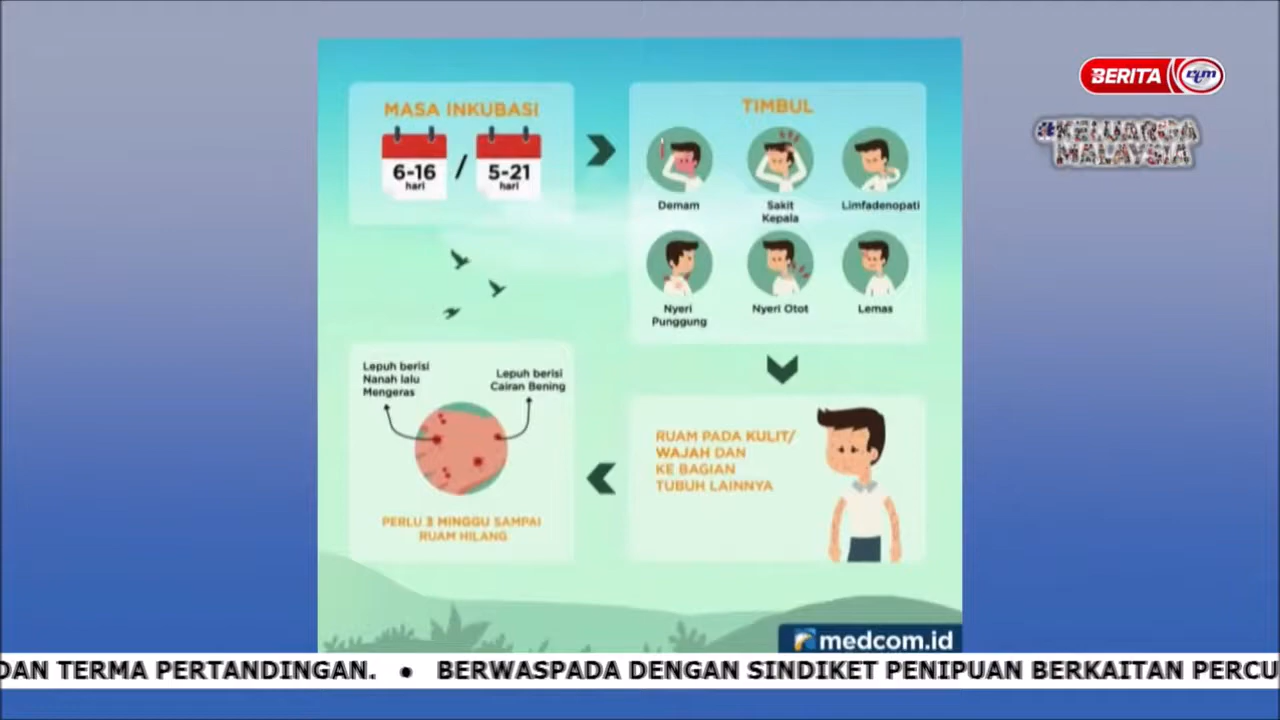 BERITA rtm
#KELUARGA
MALAYSIA
MASA INKUBASI
6-16
hari
/
5-21
hari
TIMBUL
Demam
Sakit
Kepala
Limfadenopati
Nyeri
Punggung
Nyeri Otot
Lemas
RUAM PADA KULIT/
WAJAH DAN
KE BAGIAN
TUBUH LAINNYA
Lepuh berisi
Nanah lalu
Mengeras
Lepuh berisi
Cairan Bening
PERLU 3 MINGGU SAMPAI
RUAM HILANG
medcom.id
DAN TERMA PERTANDINGAN. • BERWASPADA DENGAN SINDIKET PENIPUAN BERKAITAN PERCU